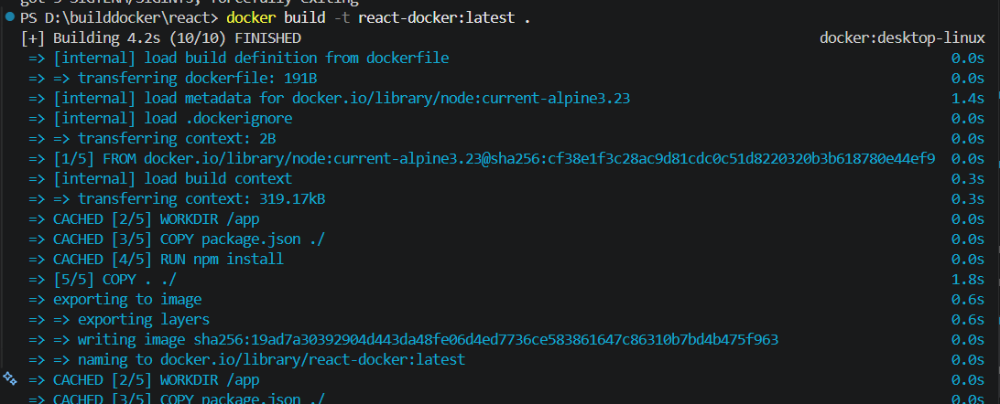 PS D:\builddocker\react> docker build -t react-docker:latest .
[+] Building 4.2s (10/10) FINISHED docker:desktop-linux
=> [internal] load build definition from dockerfile 0.0s
=> => transferring dockerfile: 191B 0.0s
=> [internal] load metadata for docker.io/library/node:current-alpine3.23 1.4s
=> [internal] load .dockerignore 0.0s
=> => transferring context: 2B 0.0s
=> [1/5] FROM docker.io/library/node:current-alpine3.23@sha256:cf38e1f3c28ac9d81cdc0c51d8220320b3b618780e44ef9 0.0s
=> [internal] load build context 0.3s
=> => transferring context: 319.17kB 0.3s
=> CACHED [2/5] WORKDIR /app 0.0s
=> CACHED [3/5] COPY package.json ./ 0.0s
=> CACHED [4/5] RUN npm install 0.0s
=> [5/5] COPY . ./ 1.8s
=> exporting to image 0.6s
=> => exporting layers 0.6s
=> => writing image sha256:19ad7a30392904d443da48fe06d4ed7736ce583861647c86310b7bd4b475f963 0.0s
=> => naming to docker.io/library/react-docker:latest 0.0s
=> CACHED [2/5] WORKDIR /app 0.0s
=> CACHED [3/5] COPY package.json ./ 0.0s